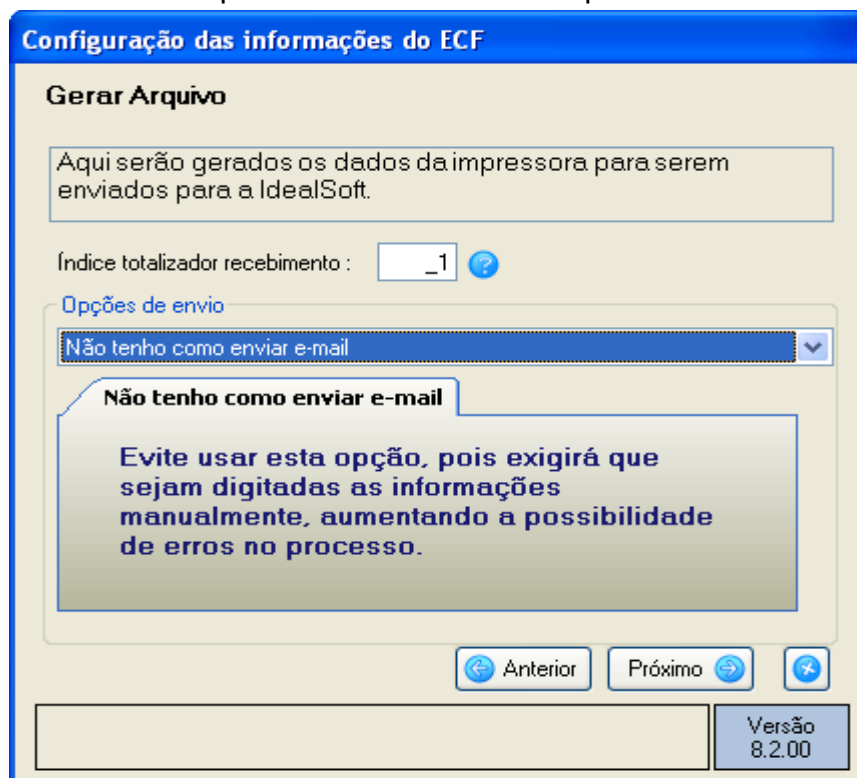 Configuração das informações do ECF
Gerar Arquivo
Aqui serão gerados os dados da impressora para serem
enviados para a IdealSoft.
Índice totalizador recebimento : _1 ?
Opções de envio
Não tenho como enviar e-mail
Não tenho como enviar e-mail
Evite usar esta opção, pois exigirá que
sejam digitadas as informações
manualmente, aumentando a possibilidade
de erros no processo.
Anterior Próximo
Versão
8.2.00